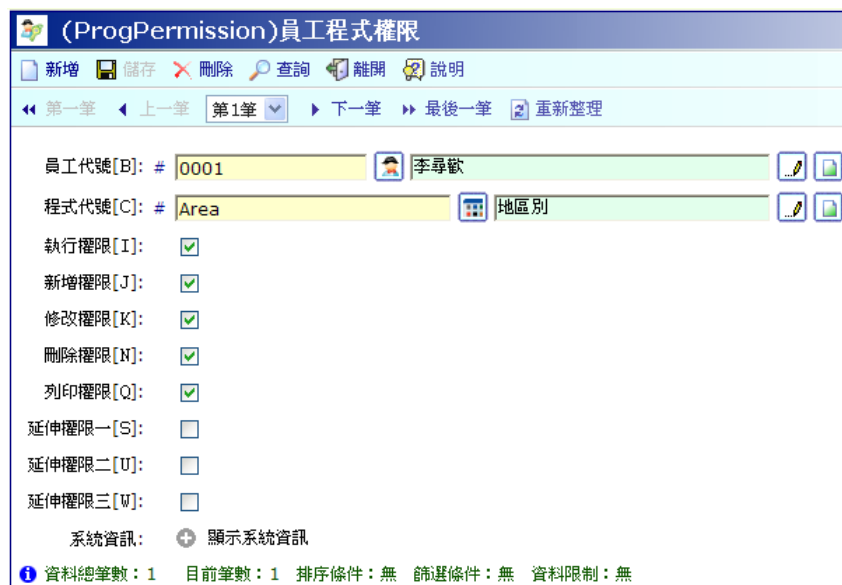 (ProgPermission)員工程式權限
新增 儲存 刪除 查詢 離開 說明
第一筆 上一筆 第1筆 下一筆 最後一筆 重新整理
員工代號[B]: # 0001 李尋歡
程式代號[C]: # Area 地區別
執行權限[I]:
新增權限[J]:
修改權限[K]:
刪除權限[N]:
列印權限[Q]:
延伸權限一[S]:
延伸權限二[U]:
延伸權限三[W]:
系統資訊: 顯示系統資訊
資料總筆數：1 目前筆數：1 排序條件：無 篩選條件：無 資料限制：無